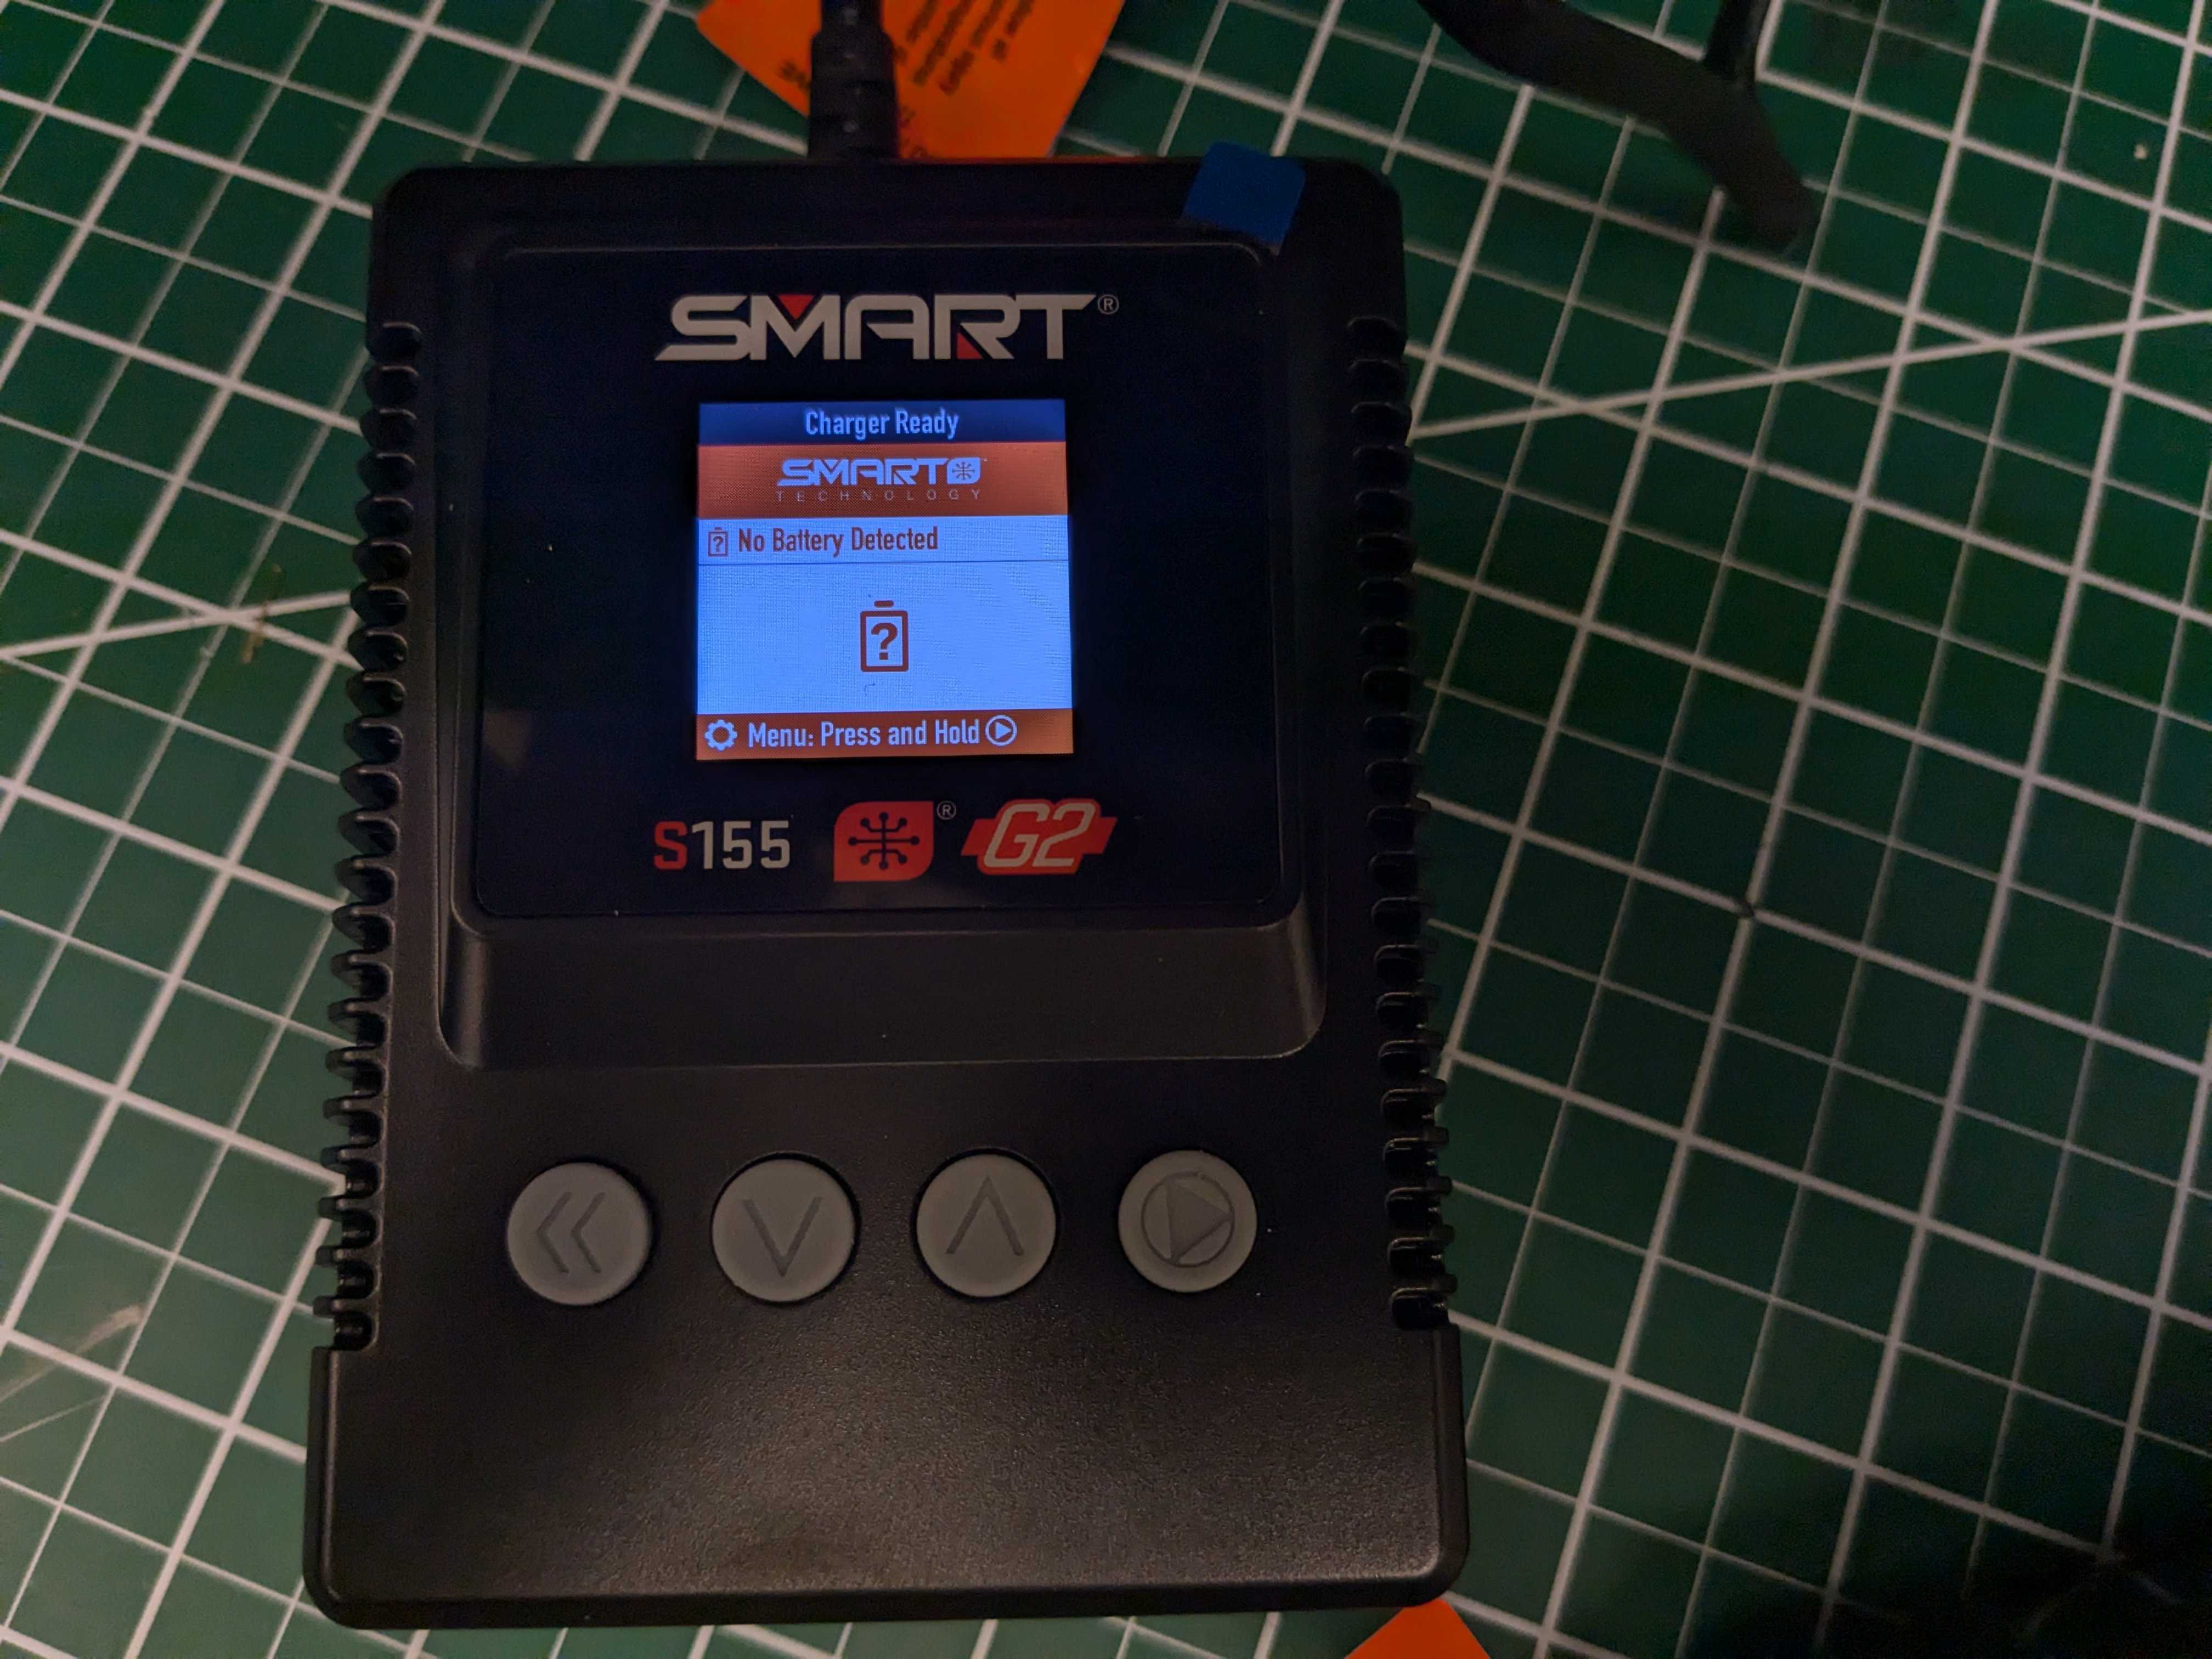 SMART®
Charger Ready
SMART
TECHNOLOGY
No Battery Detected
Menu: Press and Hold
S155 ® G2